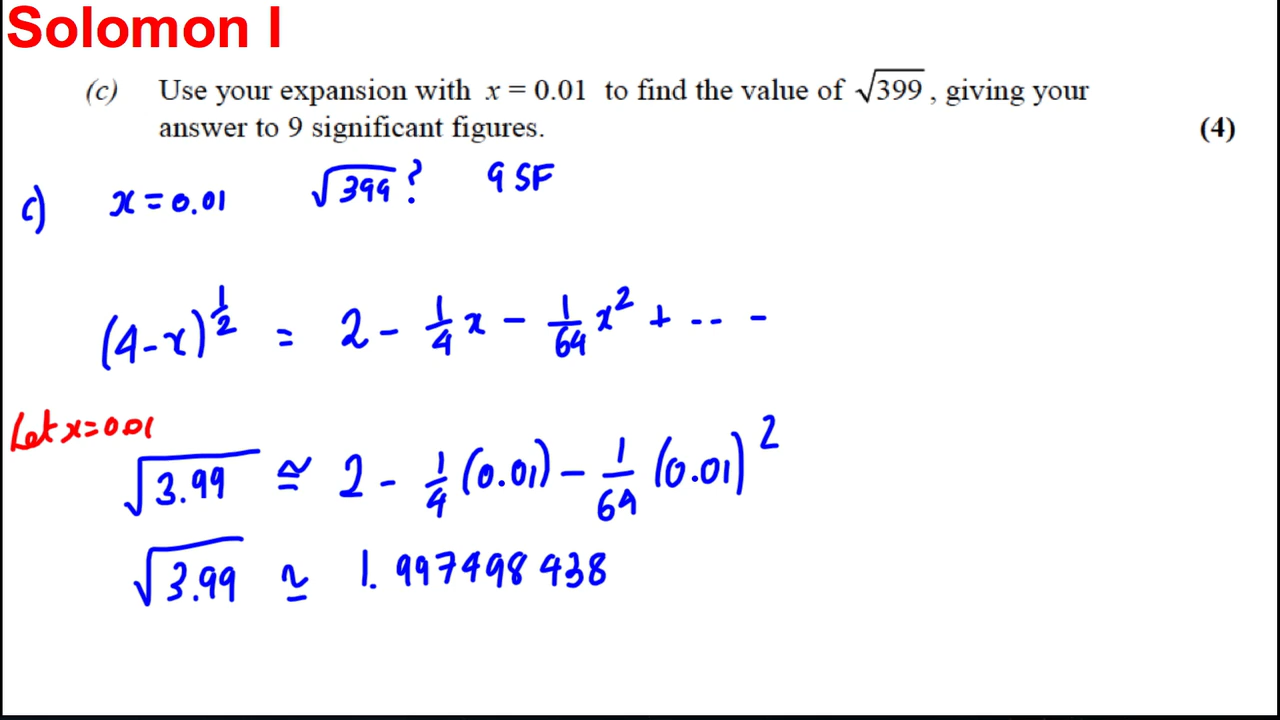 Solomon I
(c) Use your expansion with x = 0.01 to find the value of √399, giving your
answer to 9 significant figures.
(4)
c) x = 0.01 √399? 9 SF
(4-x)^(1/2) = 2 - 1/4 x - 1/64 x² + -- -
Let x=0.01
√3.99 ≅ 2 - 1/4 (0.01) - 1/64 (0.01)²
√3.99 ≃ 1.997498438